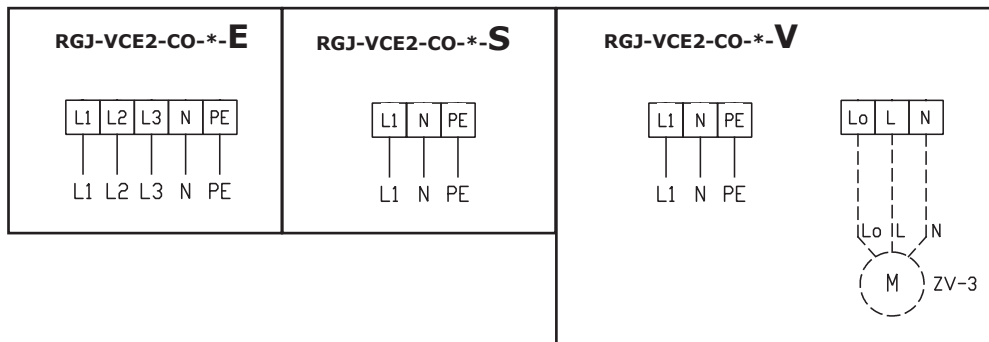 RGJ-VCE2-CO-*-E
L1 L2 L3 N PE
L1 L2 L3 N PE
RGJ-VCE2-CO-*-S
L1 N PE
L1 N PE
RGJ-VCE2-CO-*-V
L1 N PE
L1 N PE
Lo L N
Lo L N
M ZV-3